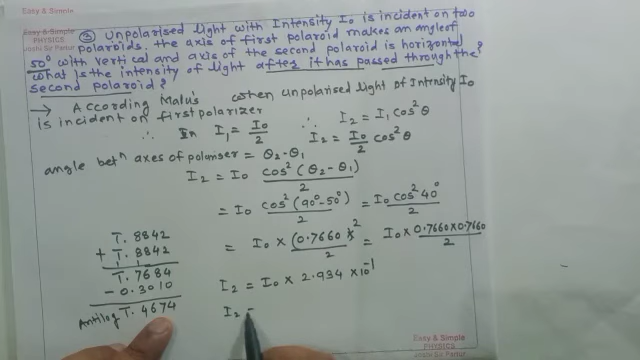 Easy & Simple
③ Unpolarised Light with Intensity I₀ is incident on two
Easy & Simple
PHYSICS
Joshi Sir Partur
polaroids. the axis of first polaroid makes an angle of
50° with vertical and axis of the second polaroid is horizontal
what is the intensity of light after it has passed through the
second polaroid?
→ According Malu's when unpolarised light of Intensity I₀
is incident on first polarizer
∴ In I₁ = I₀/2 ∴ I₂ = I₁ cos²θ
I₂ = I₀/2 cos²θ
angle betⁿ axes of polariser = θ₂-θ₁
I₂ = I₀ cos²(θ₂-θ₁)/2
= I₀ cos²(90°-50°)/2 = I₀ cos²40°/2
= I₀ × (0.7660)²/2 = I₀ × 0.7660×0.7660/2
T.8842
+ T.8842
T.7684
- 0.3010
Antilog T.4674
I₂ = I₀ × 2.934 × 10⁻¹
I₂ =
Easy & Simple
PHYSICS
Joshi Sir Partur